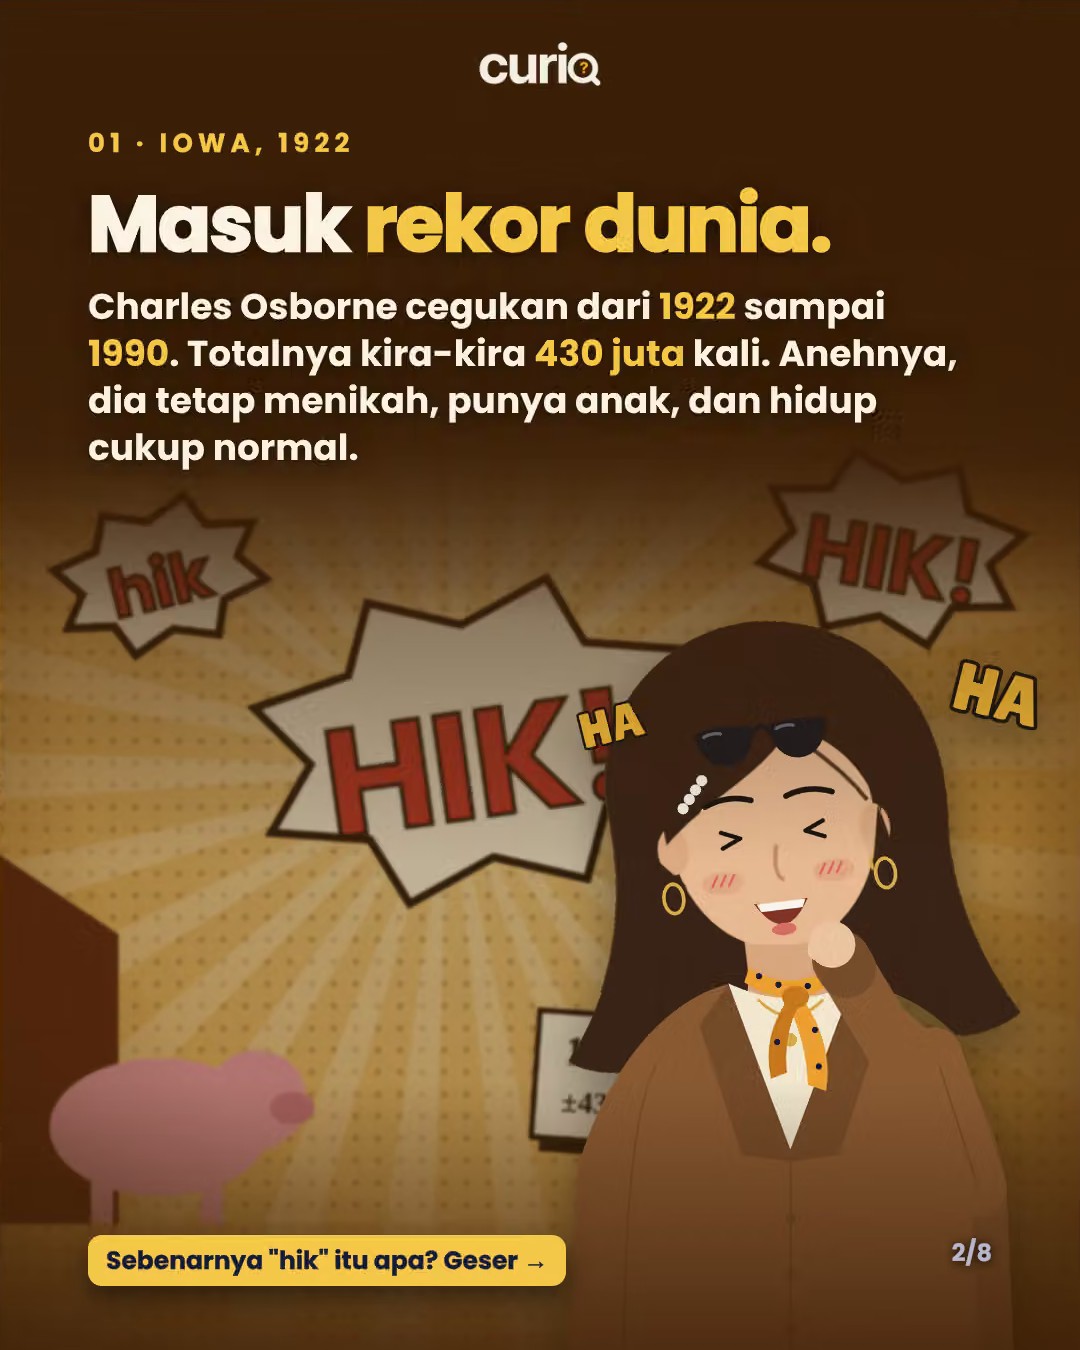 curio
01 · IOWA, 1922
Masuk rekor dunia.
Charles Osborne cegukan dari 1922 sampai
1990. Totalnya kira-kira 430 juta kali. Anehnya,
dia tetap menikah, punya anak, dan hidup
cukup normal.
hik
HIK!
HIK!
HA
HA
±43
Sebenarnya "hik" itu apa? Geser →
2/8